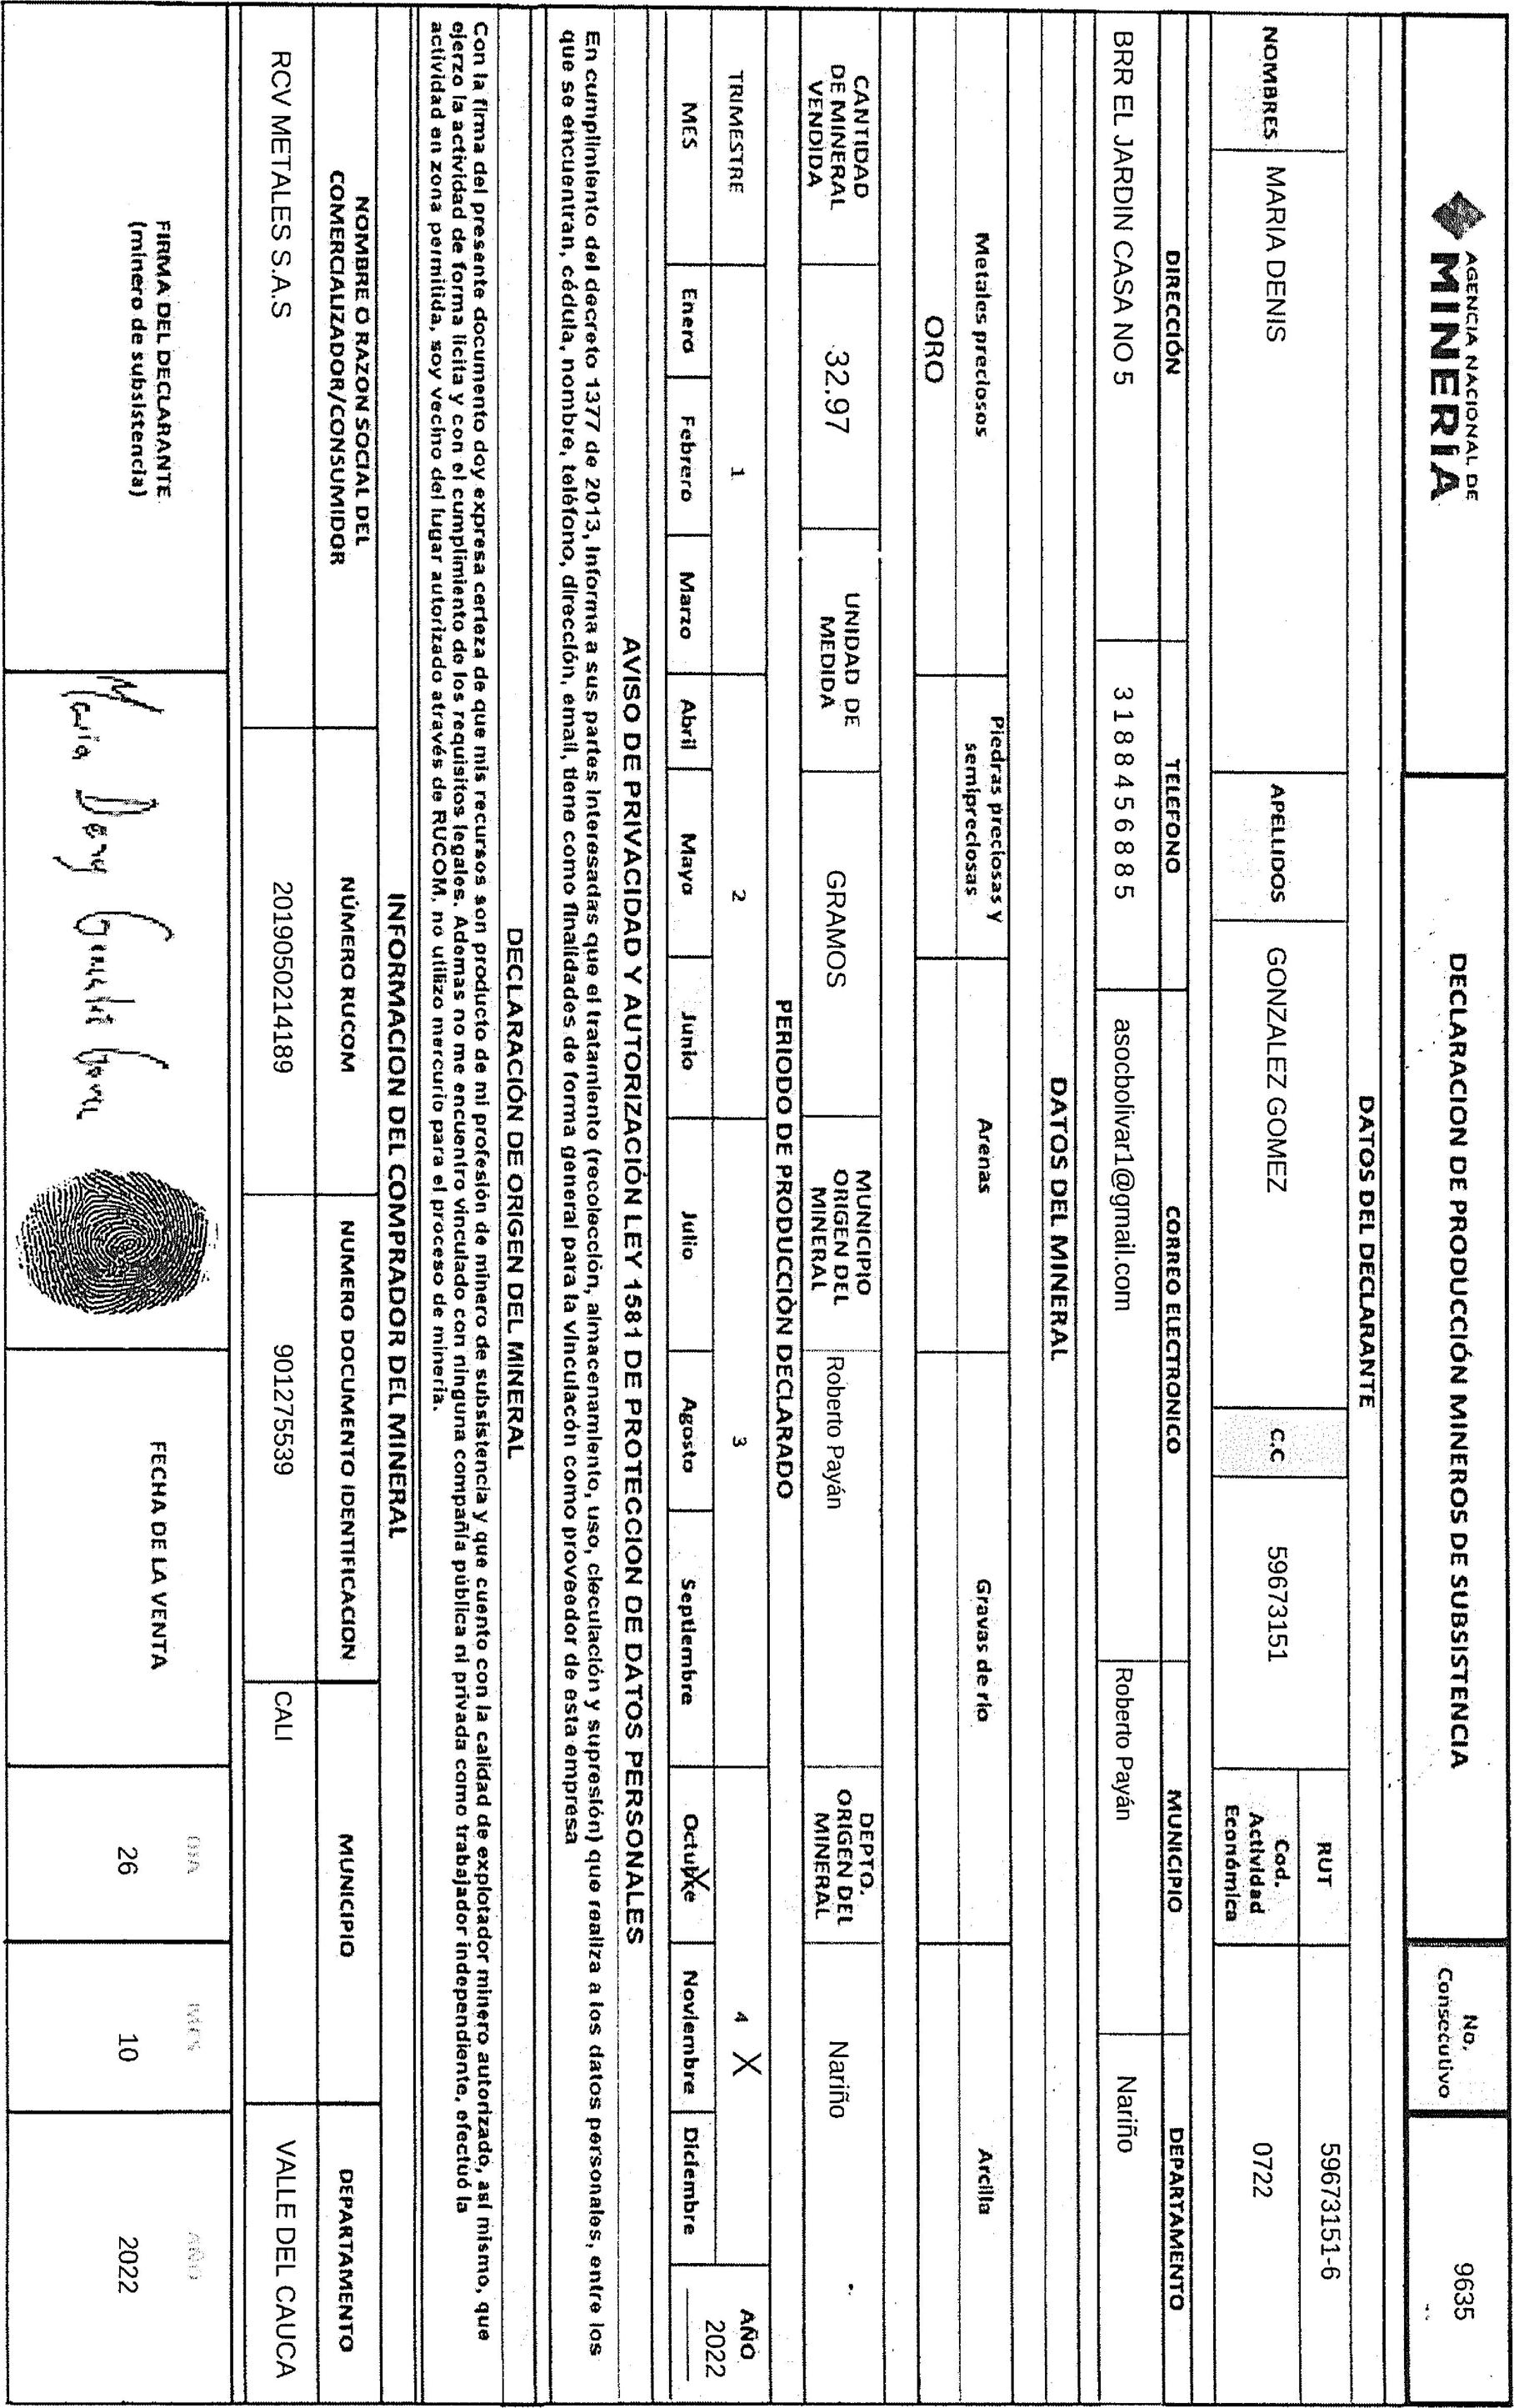 AGENCIA NACIONAL DE
MINERÍA
DECLARACION DE PRODUCCIÓN MINEROS DE SUBSISTENCIA
No.
Consecutivo
9635
DATOS DEL DECLARANTE
NOMBRES
MARIA DENIS
APELLIDOS
GONZALEZ GOMEZ
C.C
59673151
RUT
59673151-6
Cod.
Actividad
Económica
0722
DIRECCIÓN
TELEFONO
CORREO ELECTRONICO
MUNICIPIO
DEPARTAMENTO
BRR EL JARDIN CASA NO 5
3188456885
asocbolivar1@gmail.com
Roberto Payán
Nariño
DATOS DEL MINERAL
Metales preciosos
Piedras preciosas y
semipreciosas
Arenas
Gravas de río
Arcilla
ORO
CANTIDAD
DE MINERAL
VENDIDA
32.97
UNIDAD DE
MEDIDA
GRAMOS
MUNICIPIO
ORIGEN DEL
MINERAL
Roberto Payán
DEPTO.
ORIGEN DEL
MINERAL
Nariño
PERIODO DE PRODUCCIÓN DECLARADO
TRIMESTRE
1
2
3
4 X
AÑO
2022
MES
Enero
Febrero
Marzo
Abril
Mayo
Junio
Julio
Agosto
Septiembre
Octubre X
Noviembre
Diciembre
AVISO DE PRIVACIDAD Y AUTORIZACIÓN LEY 1581 DE PROTECCION DE DATOS PERSONALES
En cumplimiento del decreto 1377 de 2013, Informa a sus partes interesadas que el tratamiento (recolección, almacenamiento, uso, circulación y supresión) que realiza a los datos personales, entre los
que se encuentran, cédula, nombre, teléfono, dirección, email, tiene como finalidades de forma general para la vinculacón como proveedor de esta empresa
DECLARACIÓN DE ORIGEN DEL MINERAL
Con la firma del presente documento doy expresa certeza de que mis recursos son producto de mi profesión de minero de subsistencia y que cuento con la calidad de explotador minero autorizado, así mismo, que
ejerzo la actividad de forma licita y con el cumplimiento de los requisitos legales. Ademas no me encuentro vinculado con ninguna compañía pública ni privada como trabajador independiente, efectuó la
actividad en zona permitida, soy vecino del lugar autorizado através de RUCOM, no utilizo mercurio para el proceso de minería.
INFORMACION DEL COMPRADOR DEL MINERAL
NOMBRE O RAZON SOCIAL DEL
COMERCIALIZADOR/CONSUMIDOR
NÚMERO RUCOM
NUMERO DOCUMENTO IDENTIFICACION
MUNICIPIO
DEPARTAMENTO
RCV METALES S.A.S
201905021418​9
901275539
CALI
VALLE DEL CAUCA
FIRMA DEL DECLARANTE
(minero de subsistencia)
FECHA DE LA VENTA
DIA
MES
AÑO
26
10
2022